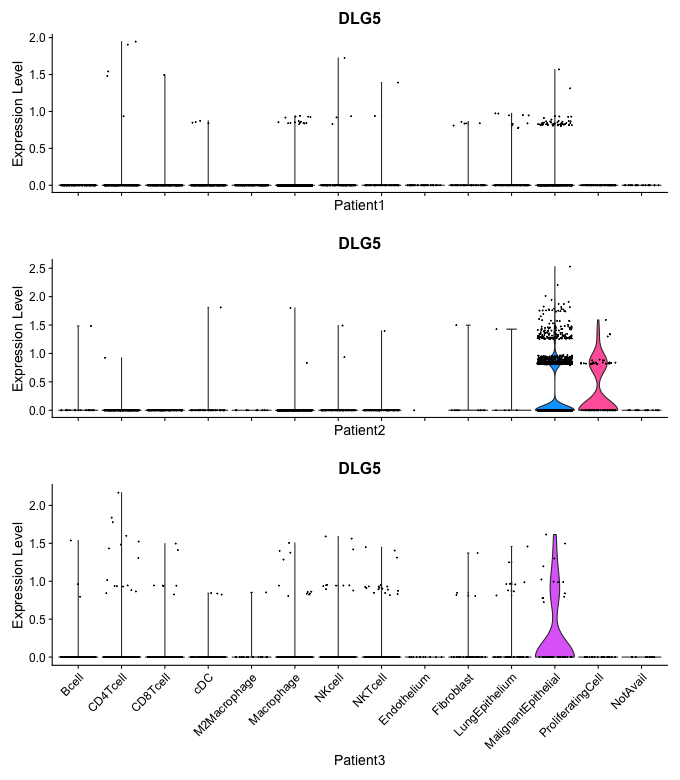 DLG5
Expression Level
2.0
1.5
1.0
0.5
0.0
Patient1
DLG5
Expression Level
2.5
2.0
1.5
1.0
0.5
0.0
Patient2
DLG5
Expression Level
2.0
1.5
1.0
0.5
0.0
Bcell
CD4Tcell
CD8Tcell
cDC
M2Macrophage
Macrophage
NKcell
NKTcell
Endothelium
Fibroblast
LungEpithelium
MalignantEpithelial
ProliferatingCell
NotAvail
Patient3